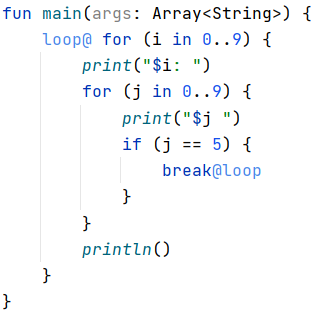 fun main(args: Array<String>) {
    loop@ for (i in 0..9) {
        print("$i: ")
        for (j in 0..9) {
            print("$j ")
            if (j == 5) {
                break@loop
            }
        }
        println()
    }
}